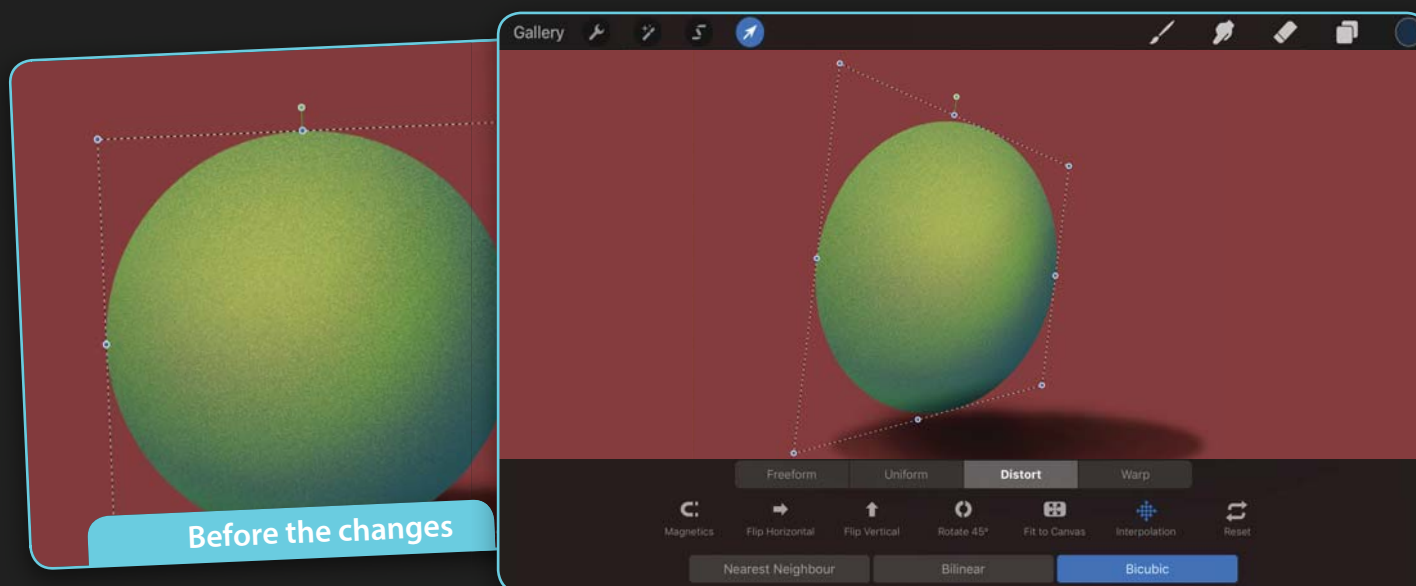 Gallery
Before the changes
Freeform Uniform Distort Warp
Magnetics Flip Horizontal Flip Vertical Rotate 45° Fit to Canvas Interpolation Reset
Nearest Neighbour Bilinear Bicubic